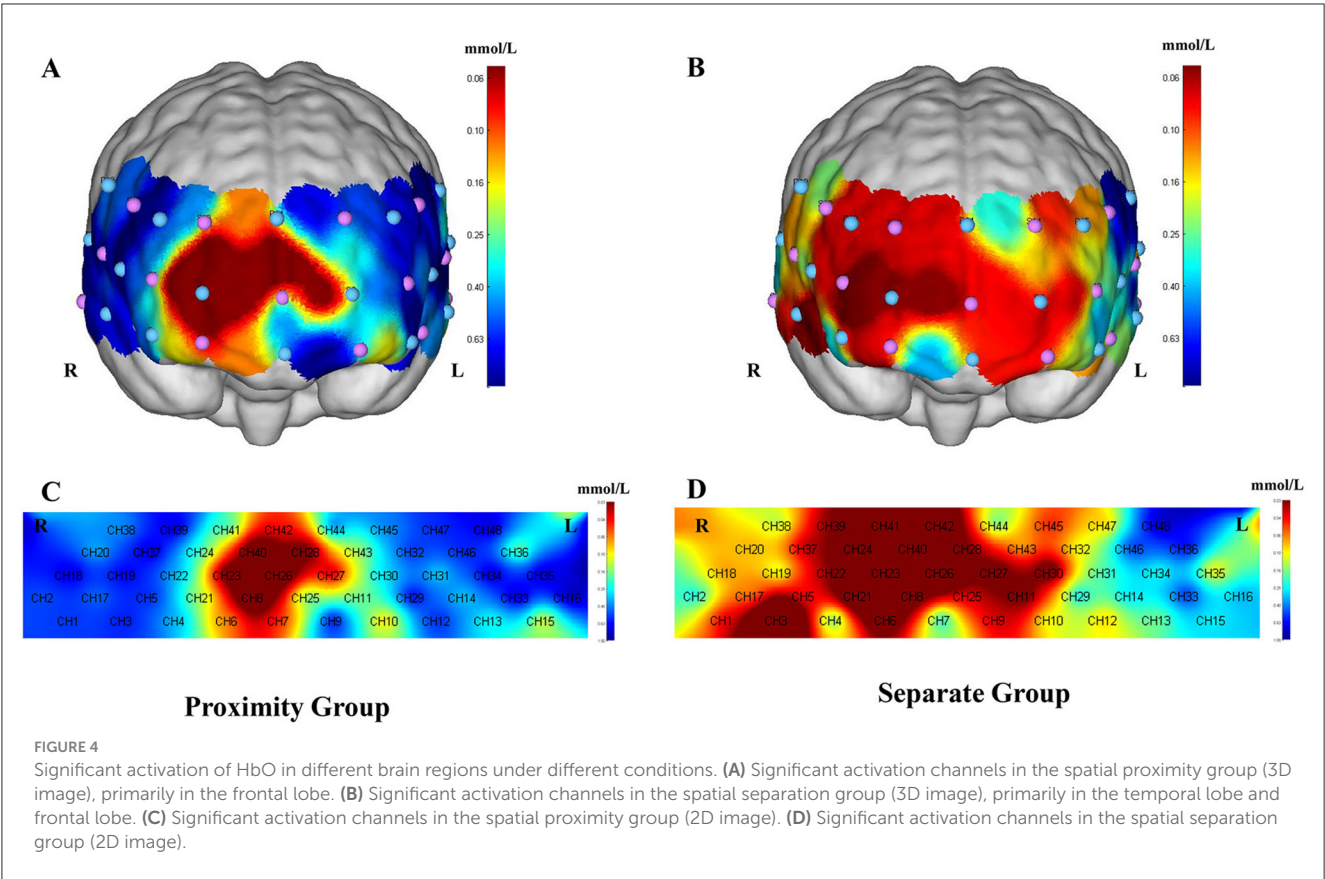 A
mmol/L
0.06
0.10
0.16
0.25
0.40
0.63
R
L
B
mmol/L
0.06
0.10
0.16
0.25
0.40
0.63
R
L
C
mmol/L
R
L
CH38 CH39 CH41 CH42 CH44 CH45 CH47 CH48
CH20 CH37 CH24 CH40 CH28 CH43 CH32 CH46 CH36
CH18 CH19 CH22 CH23 CH26 CH27 CH30 CH31 CH34 CH35
CH2 CH17 CH5 CH21 CH8 CH25 CH11 CH29 CH14 CH33 CH16
CH1 CH3 CH4 CH6 CH7 CH9 CH10 CH12 CH13 CH15
Proximity Group
D
mmol/L
R
L
CH38 CH39 CH41 CH42 CH44 CH45 CH47 CH48
CH20 CH37 CH24 CH40 CH28 CH43 CH32 CH46 CH36
CH18 CH19 CH22 CH23 CH26 CH27 CH30 CH31 CH34 CH35
CH2 CH17 CH5 CH21 CH8 CH25 CH11 CH29 CH14 CH33 CH16
CH1 CH3 CH4 CH6 CH7 CH9 CH10 CH12 CH13 CH15
Separate Group
FIGURE 4
Significant activation of HbO in different brain regions under different conditions. (A) Significant activation channels in the spatial proximity group (3D
image), primarily in the frontal lobe. (B) Significant activation channels in the spatial separation group (3D image), primarily in the temporal lobe and
frontal lobe. (C) Significant activation channels in the spatial proximity group (2D image). (D) Significant activation channels in the spatial separation
group (2D image).